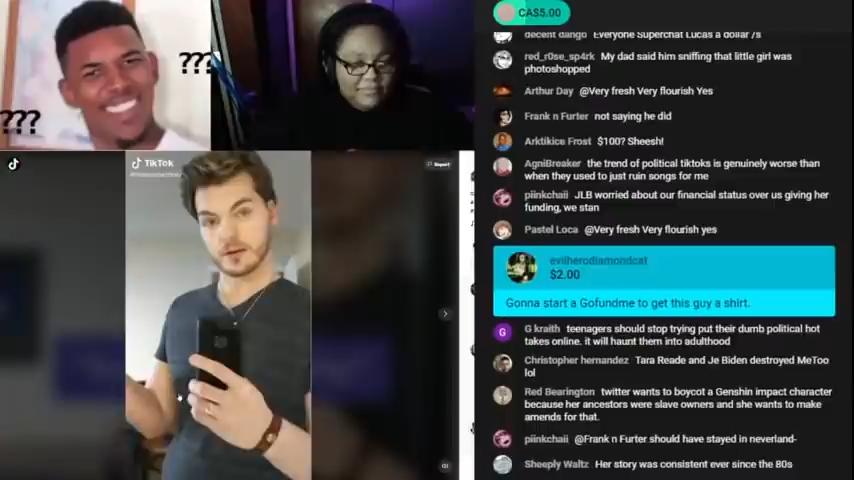 ???
???
TikTok
Report
CA$5.00
decent dango Everyone Superchat Lucas a dollar /s
red_r0se_sp4rk My dad said him sniffing that little girl was
photoshopped
Arthur Day @Very fresh Very flourish Yes
Frank n Furter not saying he did
Arktikice Frost $100? Sheesh!
AgniBreaker the trend of political tiktoks is genuinely worse than
when they used to just ruin songs for me
piinkchaii JLB worried about our financial status over us giving her
funding, we stan
Pastel Loca @Very fresh Very flourish yes
evilherodiamondcat
$2.00
Gonna start a Gofundme to get this guy a shirt.
G
G kraith teenagers should stop trying put their dumb political hot
takes online. it will haunt them into adulthood
Christopher hernandez Tara Reade and Je Biden destroyed MeToo
lol
Red Bearington twitter wants to boycott a Genshin impact character
because her ancestors were slave owners and she wants to make
amends for that.
piinkchaii @Frank n Furter should have stayed in neverland-
Sheeply Waltz Her story was consistent ever since the 80s